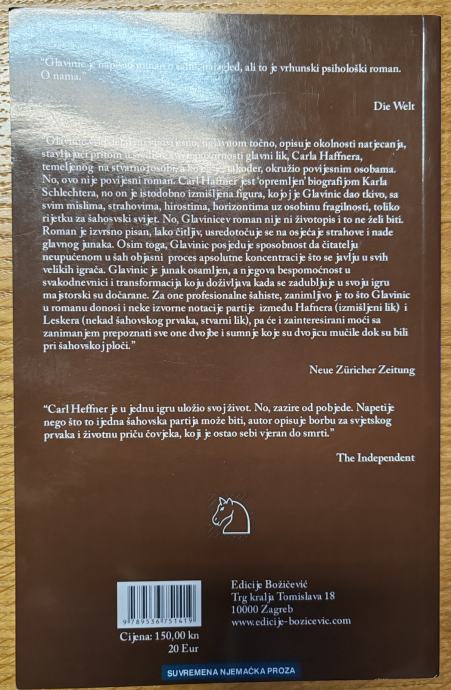 “Glavinic je napisao roman o šahu, naizgled, ali to je vrhunski psihološki roman.
O nama.”
Die Welt
Glavinic točno, opisuje okolnosti natjecanja,
stavljajući pritom u glavni lik, Carla Haffnera,
temeljenog na stvarnoj osobi, a koji je također, okružio povijesnim osobama.
No, ovo nije povijesni roman. Carl Haffner jest ‘opremljen’ biografijom Karla
Schlechtera, no on je istodobno izmišljena figura, kojoj je Glavinic dao tkivo, sa
svim mislima, strahovima, hirostima, horizontima uz osobinu fragilnosti, toliko
rijetku za šahovski svijet. No, Glavinicev roman nije ni životopis i to ne želi biti.
Roman je izvrsno pisan, lako čitljiv, usredotočuje se na osjećaje strahove i nade
glavnog junaka. Osim toga, Glavinic posjeduje sposobnost da čitatelju
neupućenom u šah objasni proces apsolutne koncentracije što se javlju u svih
velikih igrača. Glavinic je junak osamljen, a njegova bespomoćnost u
svakodnevnici i transformacija koju doživljava kada se zadubljuje u svoju igru
majstorski su dočarane. Za one profesionalne šahiste, zanimljivo je to što Glavinic
u romanu donosi i neke izvorne notacije partije između Hafnera (izmišljeni lik) i
Leskera (nekad šahovskog prvaka, stvarni lik), pa će i zainteresirani moći sa
zanimanjem prepoznati sve one dvojbe i sumnje koje su dvojicu mučile dok su bili
pri šahovskoj ploči.”
Neue Züricher Zeitung
“Carl Heffner je u jednu igru uložio svoj život. No, zazire od pobjede. Napetije
nego što to ijedna šahovska partija može biti, autor opisuje borbu za svjetskog
prvaka i životnu priču čovjeka, koji je ostao sebi vjeran do smrti.”
The Independent
9 789536 751419
Cijena: 150,00 kn
20 Eur
Edicije Božičević
Trg kralja Tomislava 18
10000 Zagreb
www.edicije-bozicevic.com
SUVREMENA NJEMAČKA PROZA